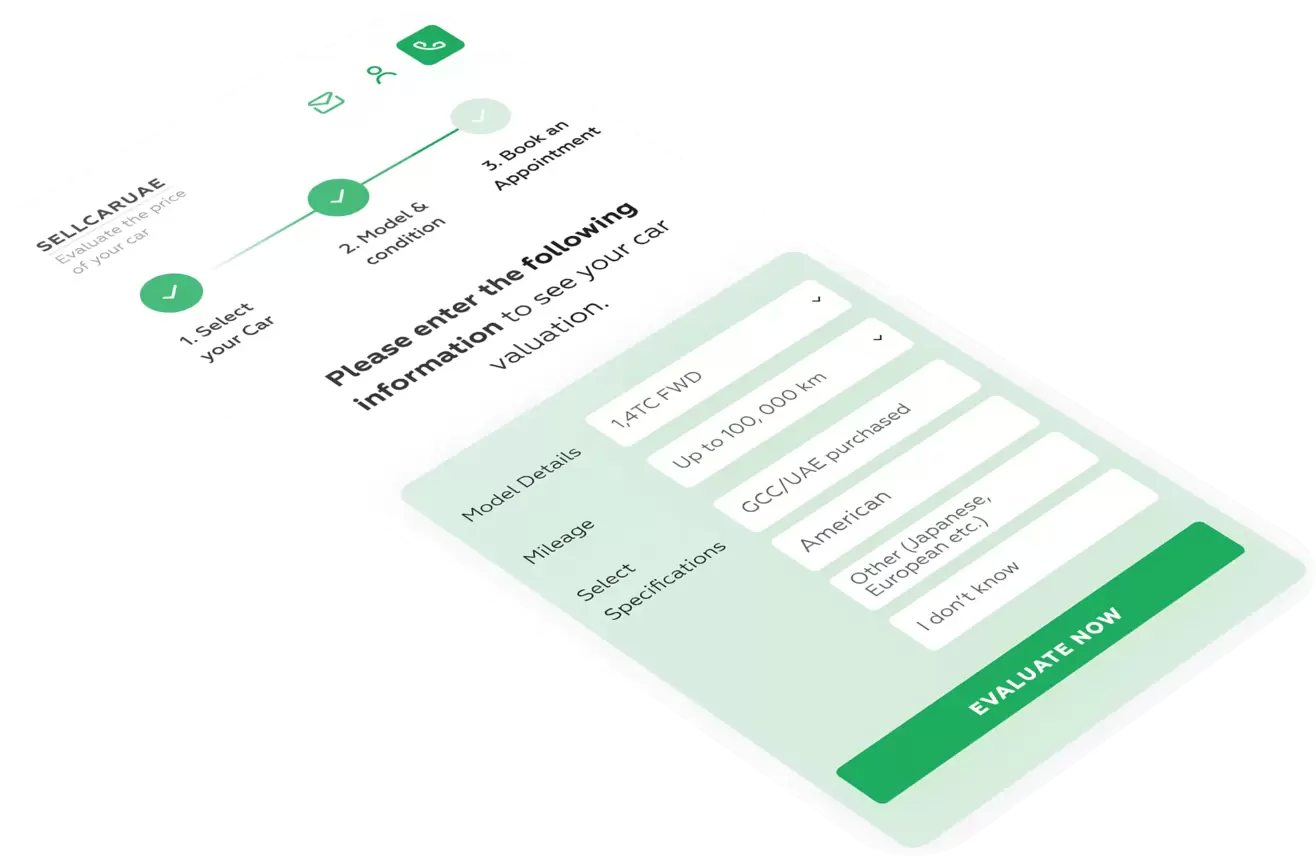 SELLCARUAE
Evaluate the price
of your car
1. Select
your Car
2. Model &
condition
3. Book an
Appointment
Please enter the following
information to see your car
valuation.
Model Details
1,4TC FWD
Mileage
Up to 100, 000 km
Select
Specifications
GCC/UAE purchased
American
Other (Japanese,
European etc.)
I don't know
EVALUATE NOW